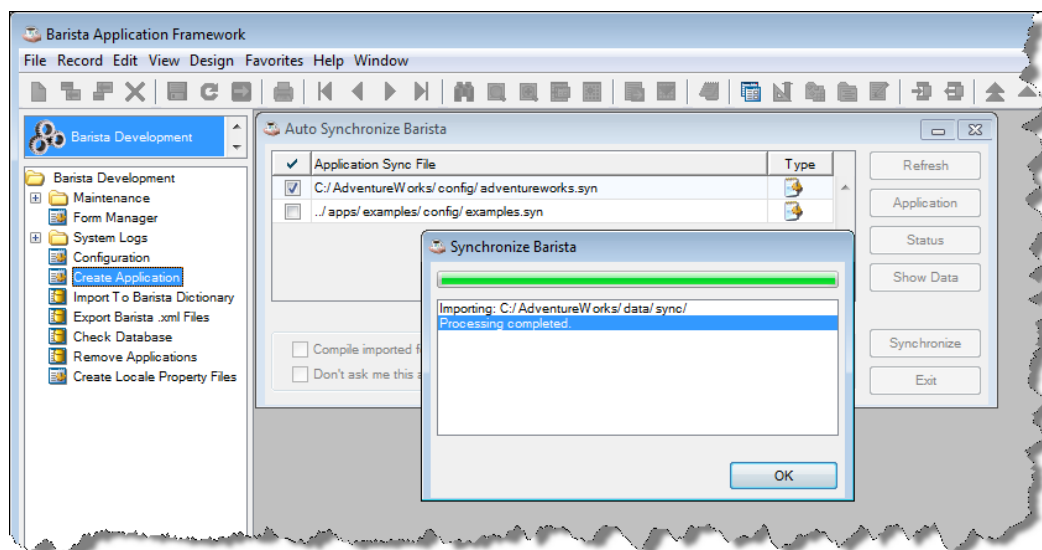 Barista Application Framework
File Record Edit View Design Favorites Help Window
Barista Development
Barista Development
Maintenance
Form Manager
System Logs
Configuration
Create Application
Import To Barista Dictionary
Export Barista .xml Files
Check Database
Remove Applications
Create Locale Property Files
Auto Synchronize Barista
Application Sync File Type
C:/AdventureWorks/config/adventureworks.syn
../apps/examples/config/examples.syn
Compile imported f
Don't ask me this a
Refresh
Application
Status
Show Data
Synchronize
Exit
Synchronize Barista
Importing: C:/AdventureWorks/data/sync/
Processing completed.
OK